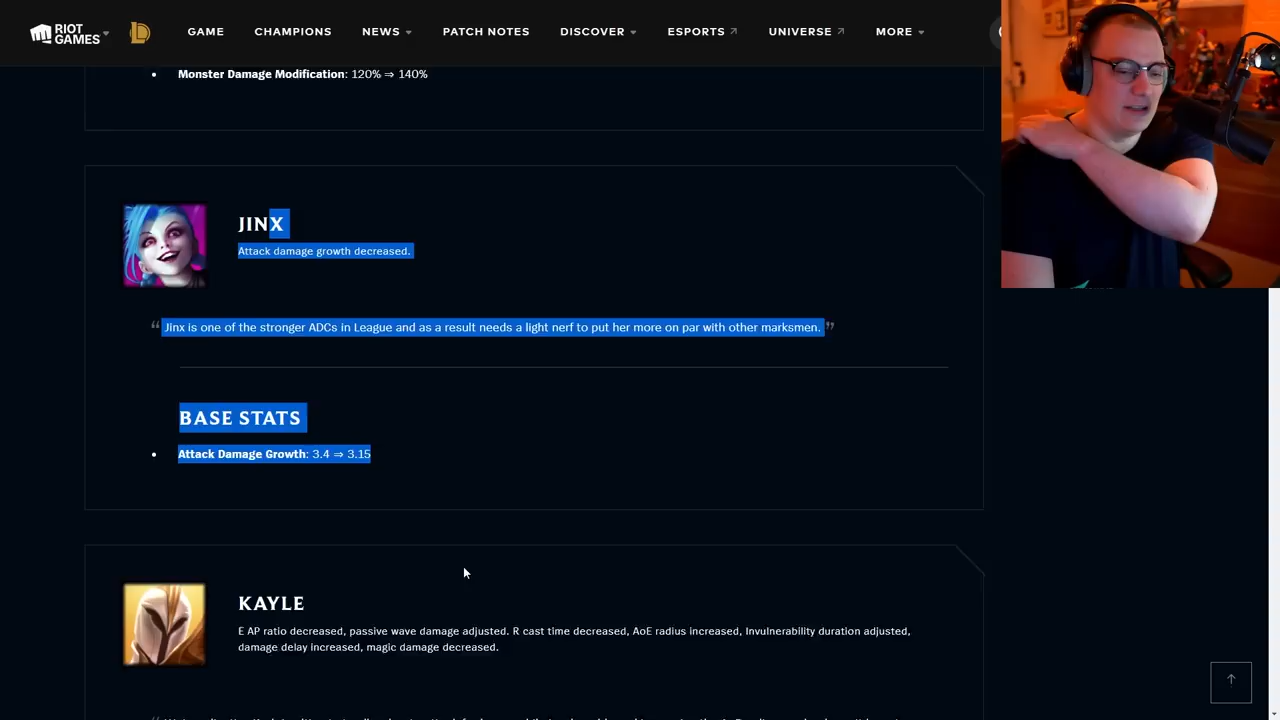 RIOT GAMES
GAME CHAMPIONS NEWS PATCH NOTES DISCOVER ESPORTS UNIVERSE MORE
Monster Damage Modification: 120% ⇒ 140%
JINX
Attack damage growth decreased.
“ Jinx is one of the stronger ADCs in League and as a result needs a light nerf to put her more on par with other marksmen. ”
BASE STATS
Attack Damage Growth: 3.4 ⇒ 3.15
KAYLE
E AP ratio decreased, passive wave damage adjusted. R cast time decreased, AoE radius increased, Invulnerability duration adjusted,
damage delay increased, magic damage decreased.